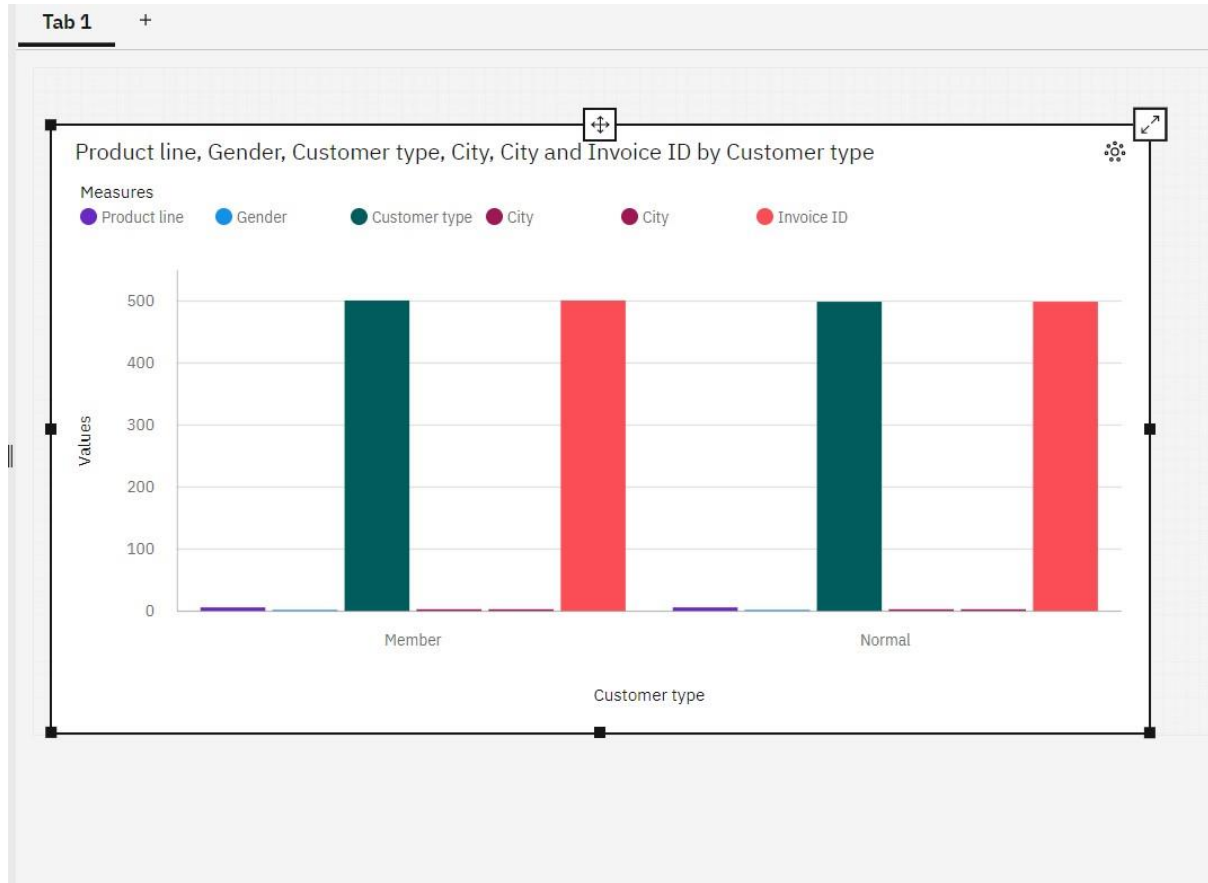 Tab 1 +
Product line, Gender, Customer type, City, City and Invoice ID by Customer type
Measures
Product line Gender Customer type City City Invoice ID
500
400
300
200
100
0
Values
Member Normal
Customer type